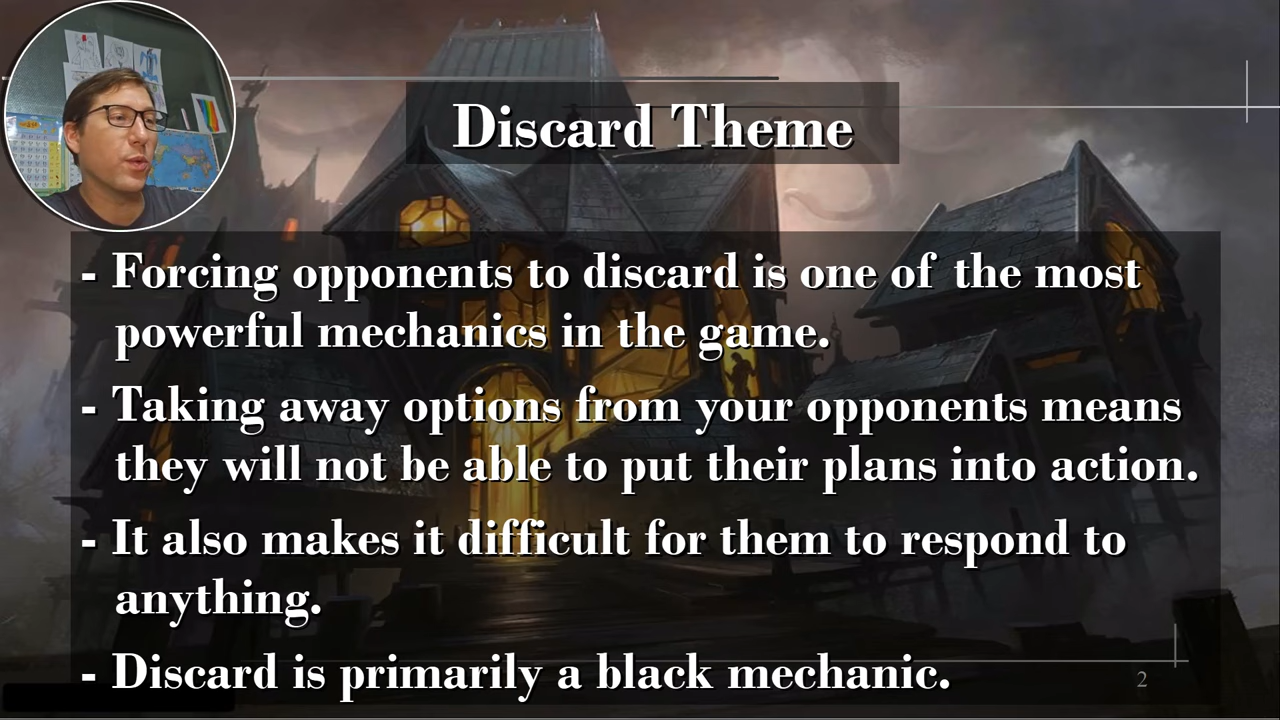 Discard Theme
- Forcing opponents to discard is one of the most
powerful mechanics in the game.
- Taking away options from your opponents means
they will not be able to put their plans into action.
- It also makes it difficult for them to respond to
anything.
- Discard is primarily a black mechanic.
2